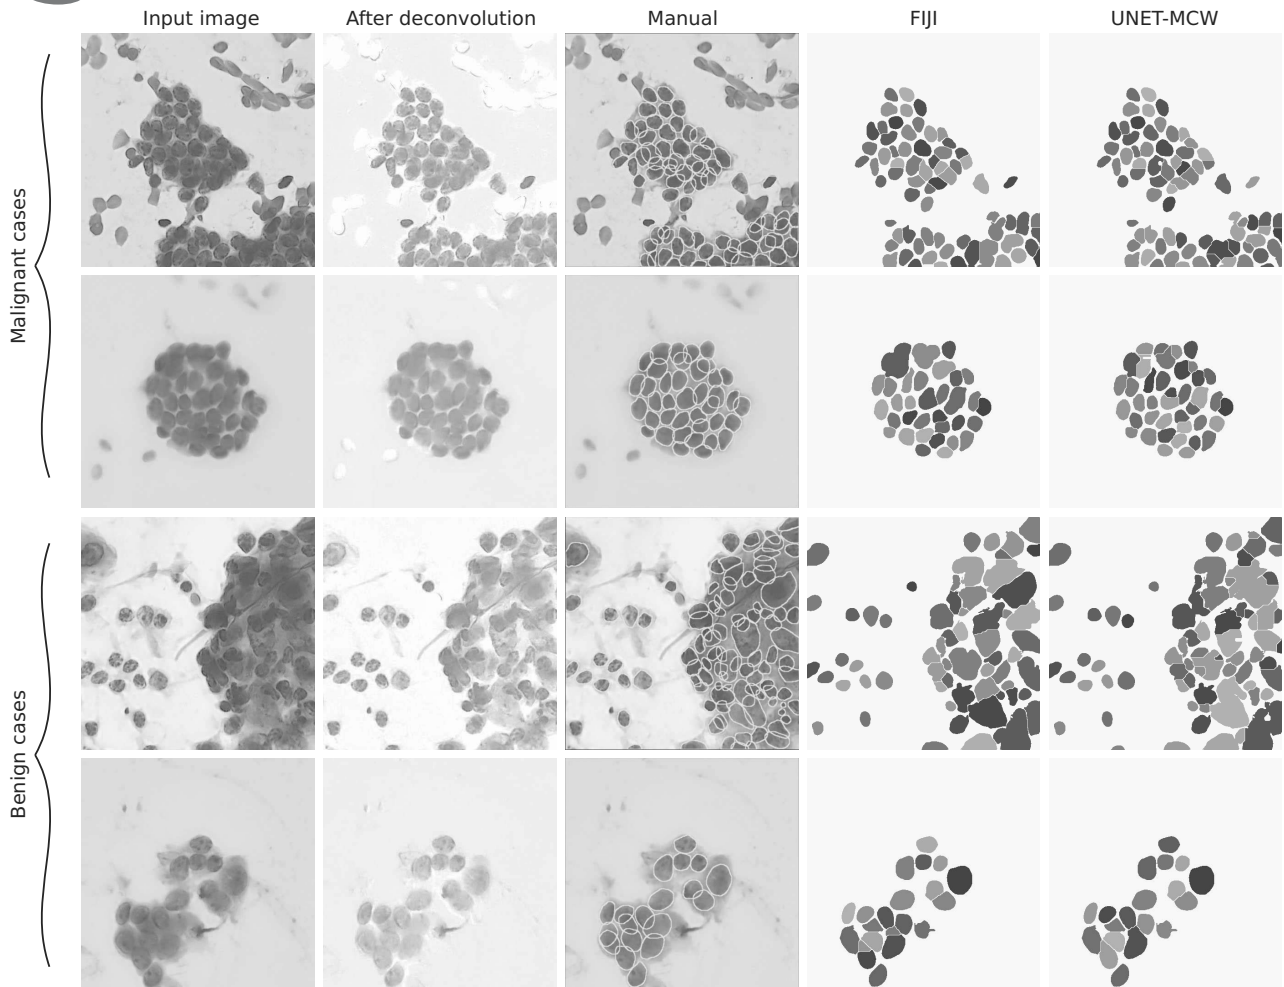 Input image
After deconvolution
Manual
FIJI
UNET-MCW
Malignant cases
Benign cases